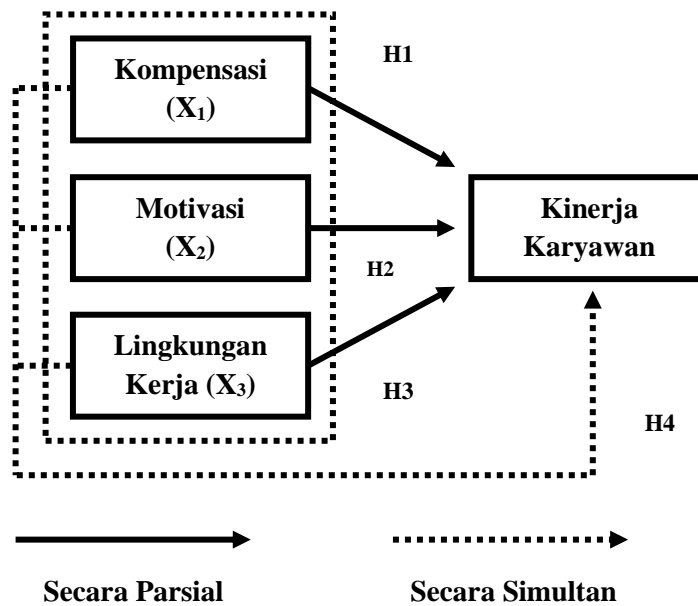 H1
Kompensasi
(X₁)
Motivasi
(X₂)
Kinerja
Karyawan
H2
Lingkungan
Kerja (X₃)
H3
H4
Secara Parsial
Secara Simultan